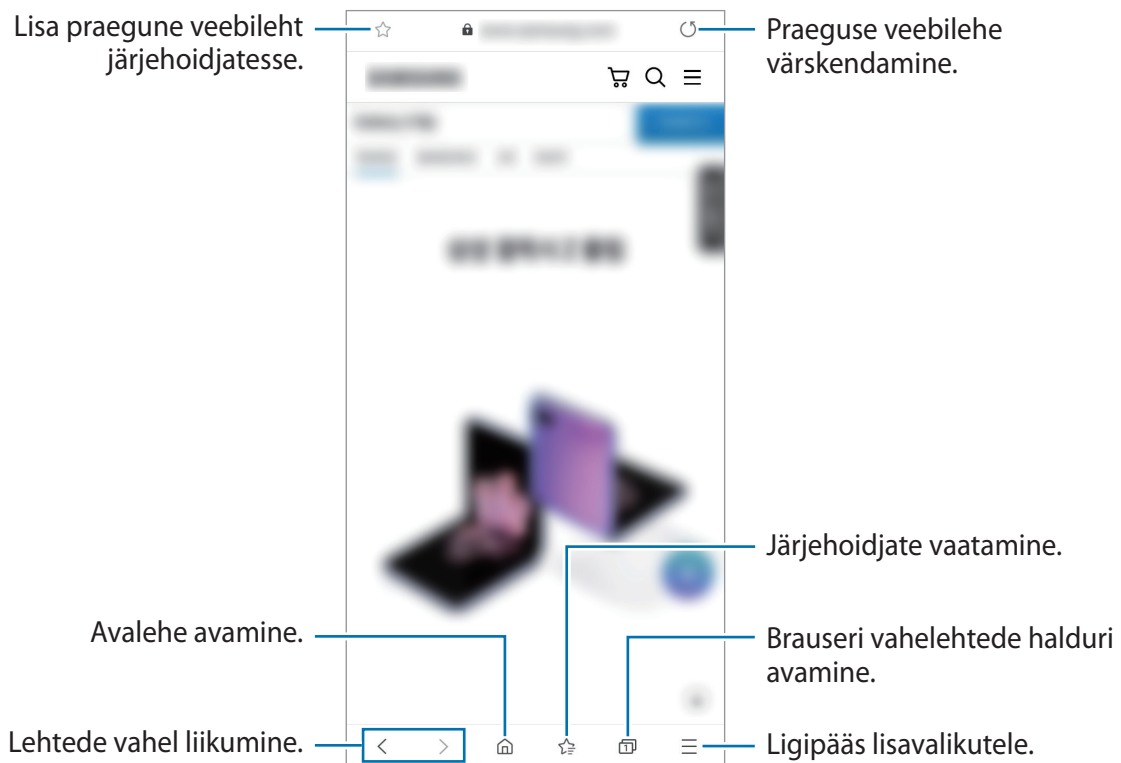 Lisa praegune veebileht
järjehoidjatesse.
Praeguse veebilehe
värskendamine.
Järjehoidjate vaatamine.
Avalehe avamine.
Brauseri vahelehtede halduri
avamine.
Lehtede vahel liikumine.
1
Ligipääs lisavalikutele.